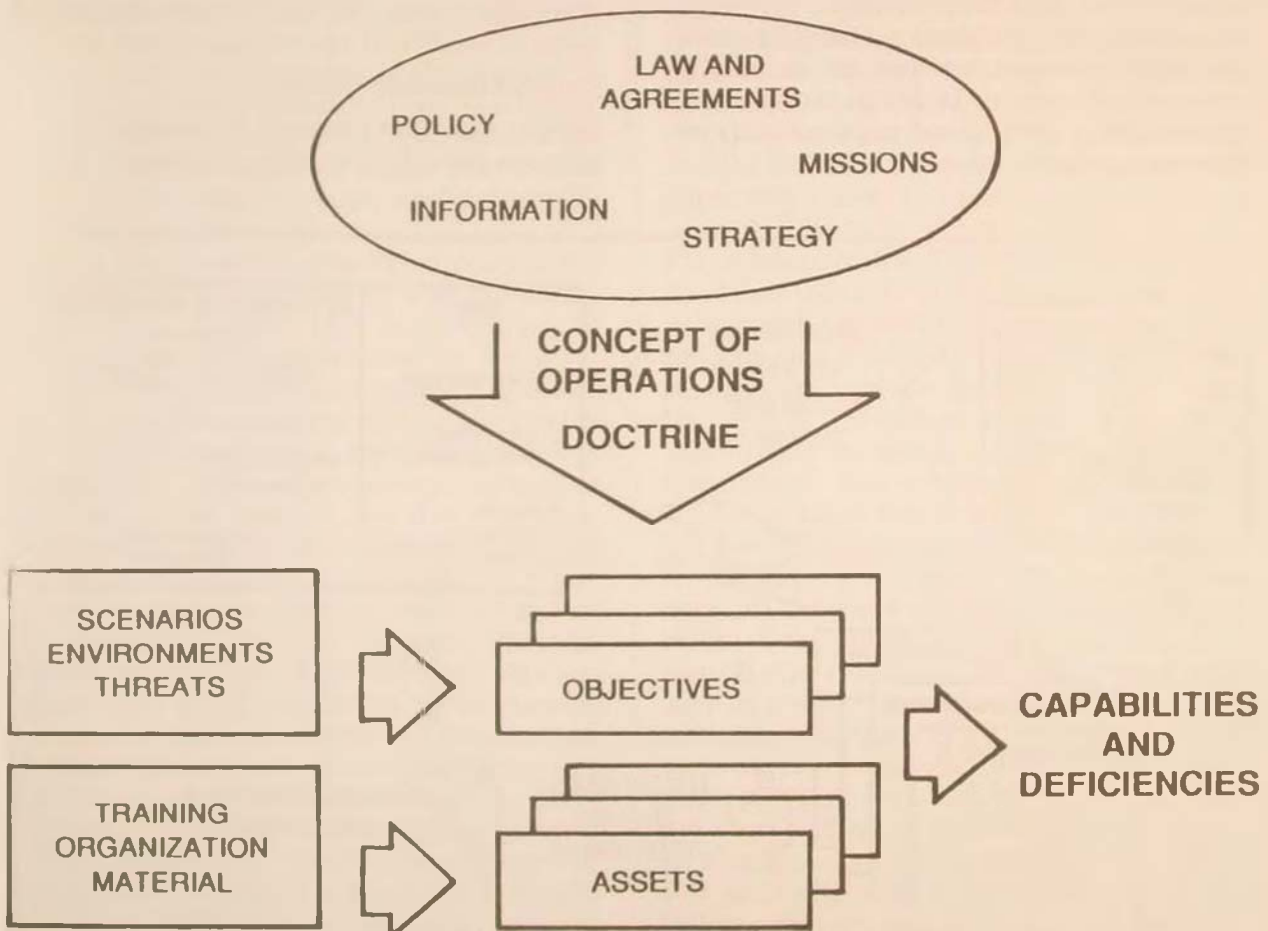 LAW AND
AGREEMENTS
POLICY
MISSIONS
INFORMATION
STRATEGY
CONCEPT OF
OPERATIONS
DOCTRINE
SCENARIOS
ENVIRONMENTS
THREATS
OBJECTIVES
CAPABILITIES
AND
DEFICIENCIES
TRAINING
ORGANIZATION
MATERIAL
ASSETS